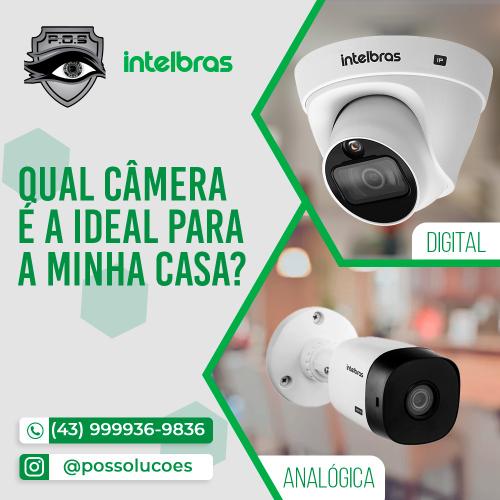 P.O.S
intelbras
intelbras
iP
QUAL CÂMERA
É A IDEAL PARA
A MINHA CASA?
DIGITAL
intelbras
(43) 999936-9836
@possolucoes
ANALÓGICA